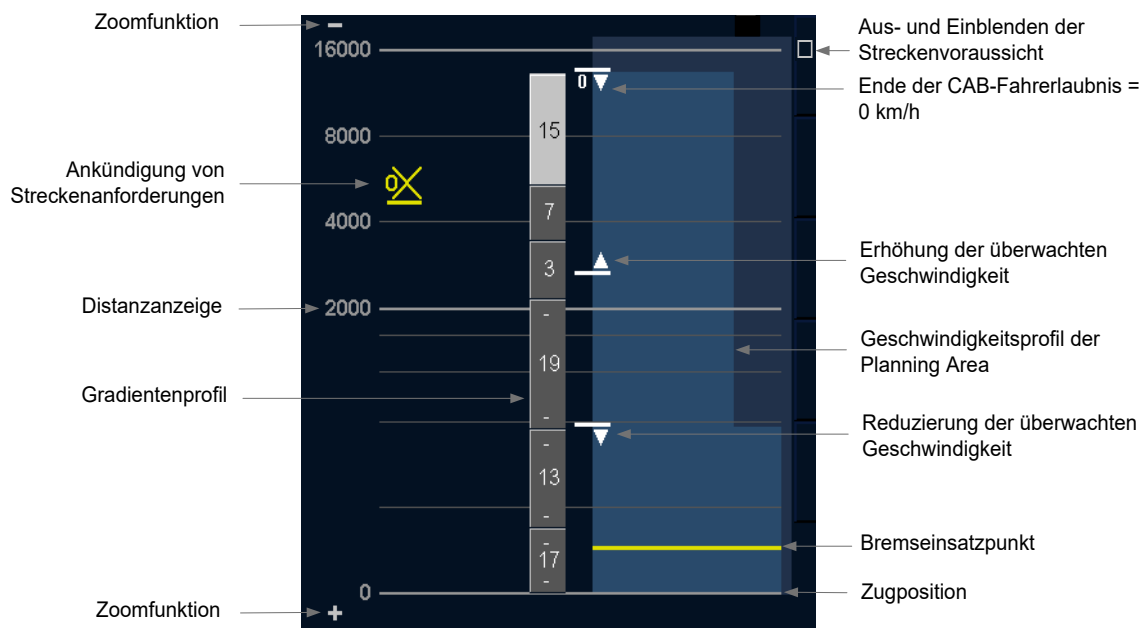 Zoomfunktion
−
16000
Aus- und Einblenden der
Streckenvoraussicht
0
Ende der CAB-Fahrerlaubnis =
0 km/h
15
8000
Ankündigung von
Streckenanforderungen
0
7
4000
Erhöhung der überwachten
Geschwindigkeit
3
Distanzanzeige
2000
-
Geschwindigkeitsprofil der
Planning Area
19
Gradientenprofil
-
Reduzierung der überwachten
Geschwindigkeit
-
13
-
Bremseinsatzpunkt
-
17
-
0
Zugposition
Zoomfunktion
+